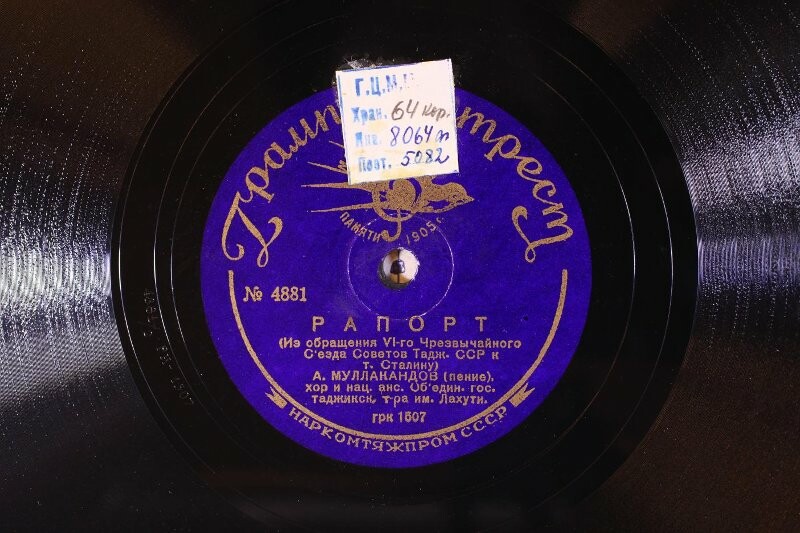 Г.Ц.М.М
Хран. 64 кор.
Инв. 8064
Пост. 5082
ПАМЯТИ 1905 г.
№ 4881
РАПОРТ
(Из обращения VI-го Чрезвычайного
С'езда Советов Тадж. ССР к
т. Сталину)
А. МУЛЛАКАНДОВ (пение),
хор и нац. анс. Об'един. гос.
таджикск. т-ра им. Лахути.
грк 1507
НАРКОМТЯЖПРОМ СССР